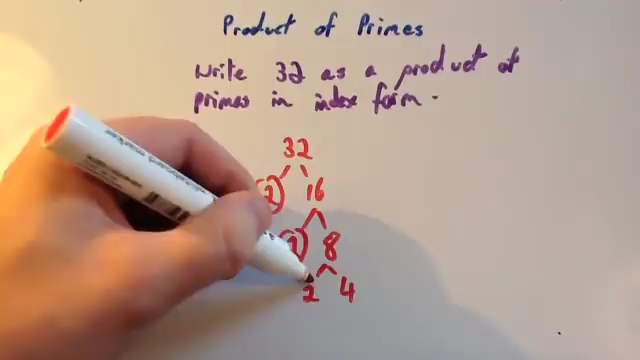 Product of Primes
Write 32 as a product of
primes in index form.
32
2 16
2 8
2 4